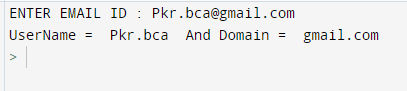 ENTER EMAIL ID : Pkr.bca@gmail.com
UserName =  Pkr.bca  And Domain =  gmail.com
>